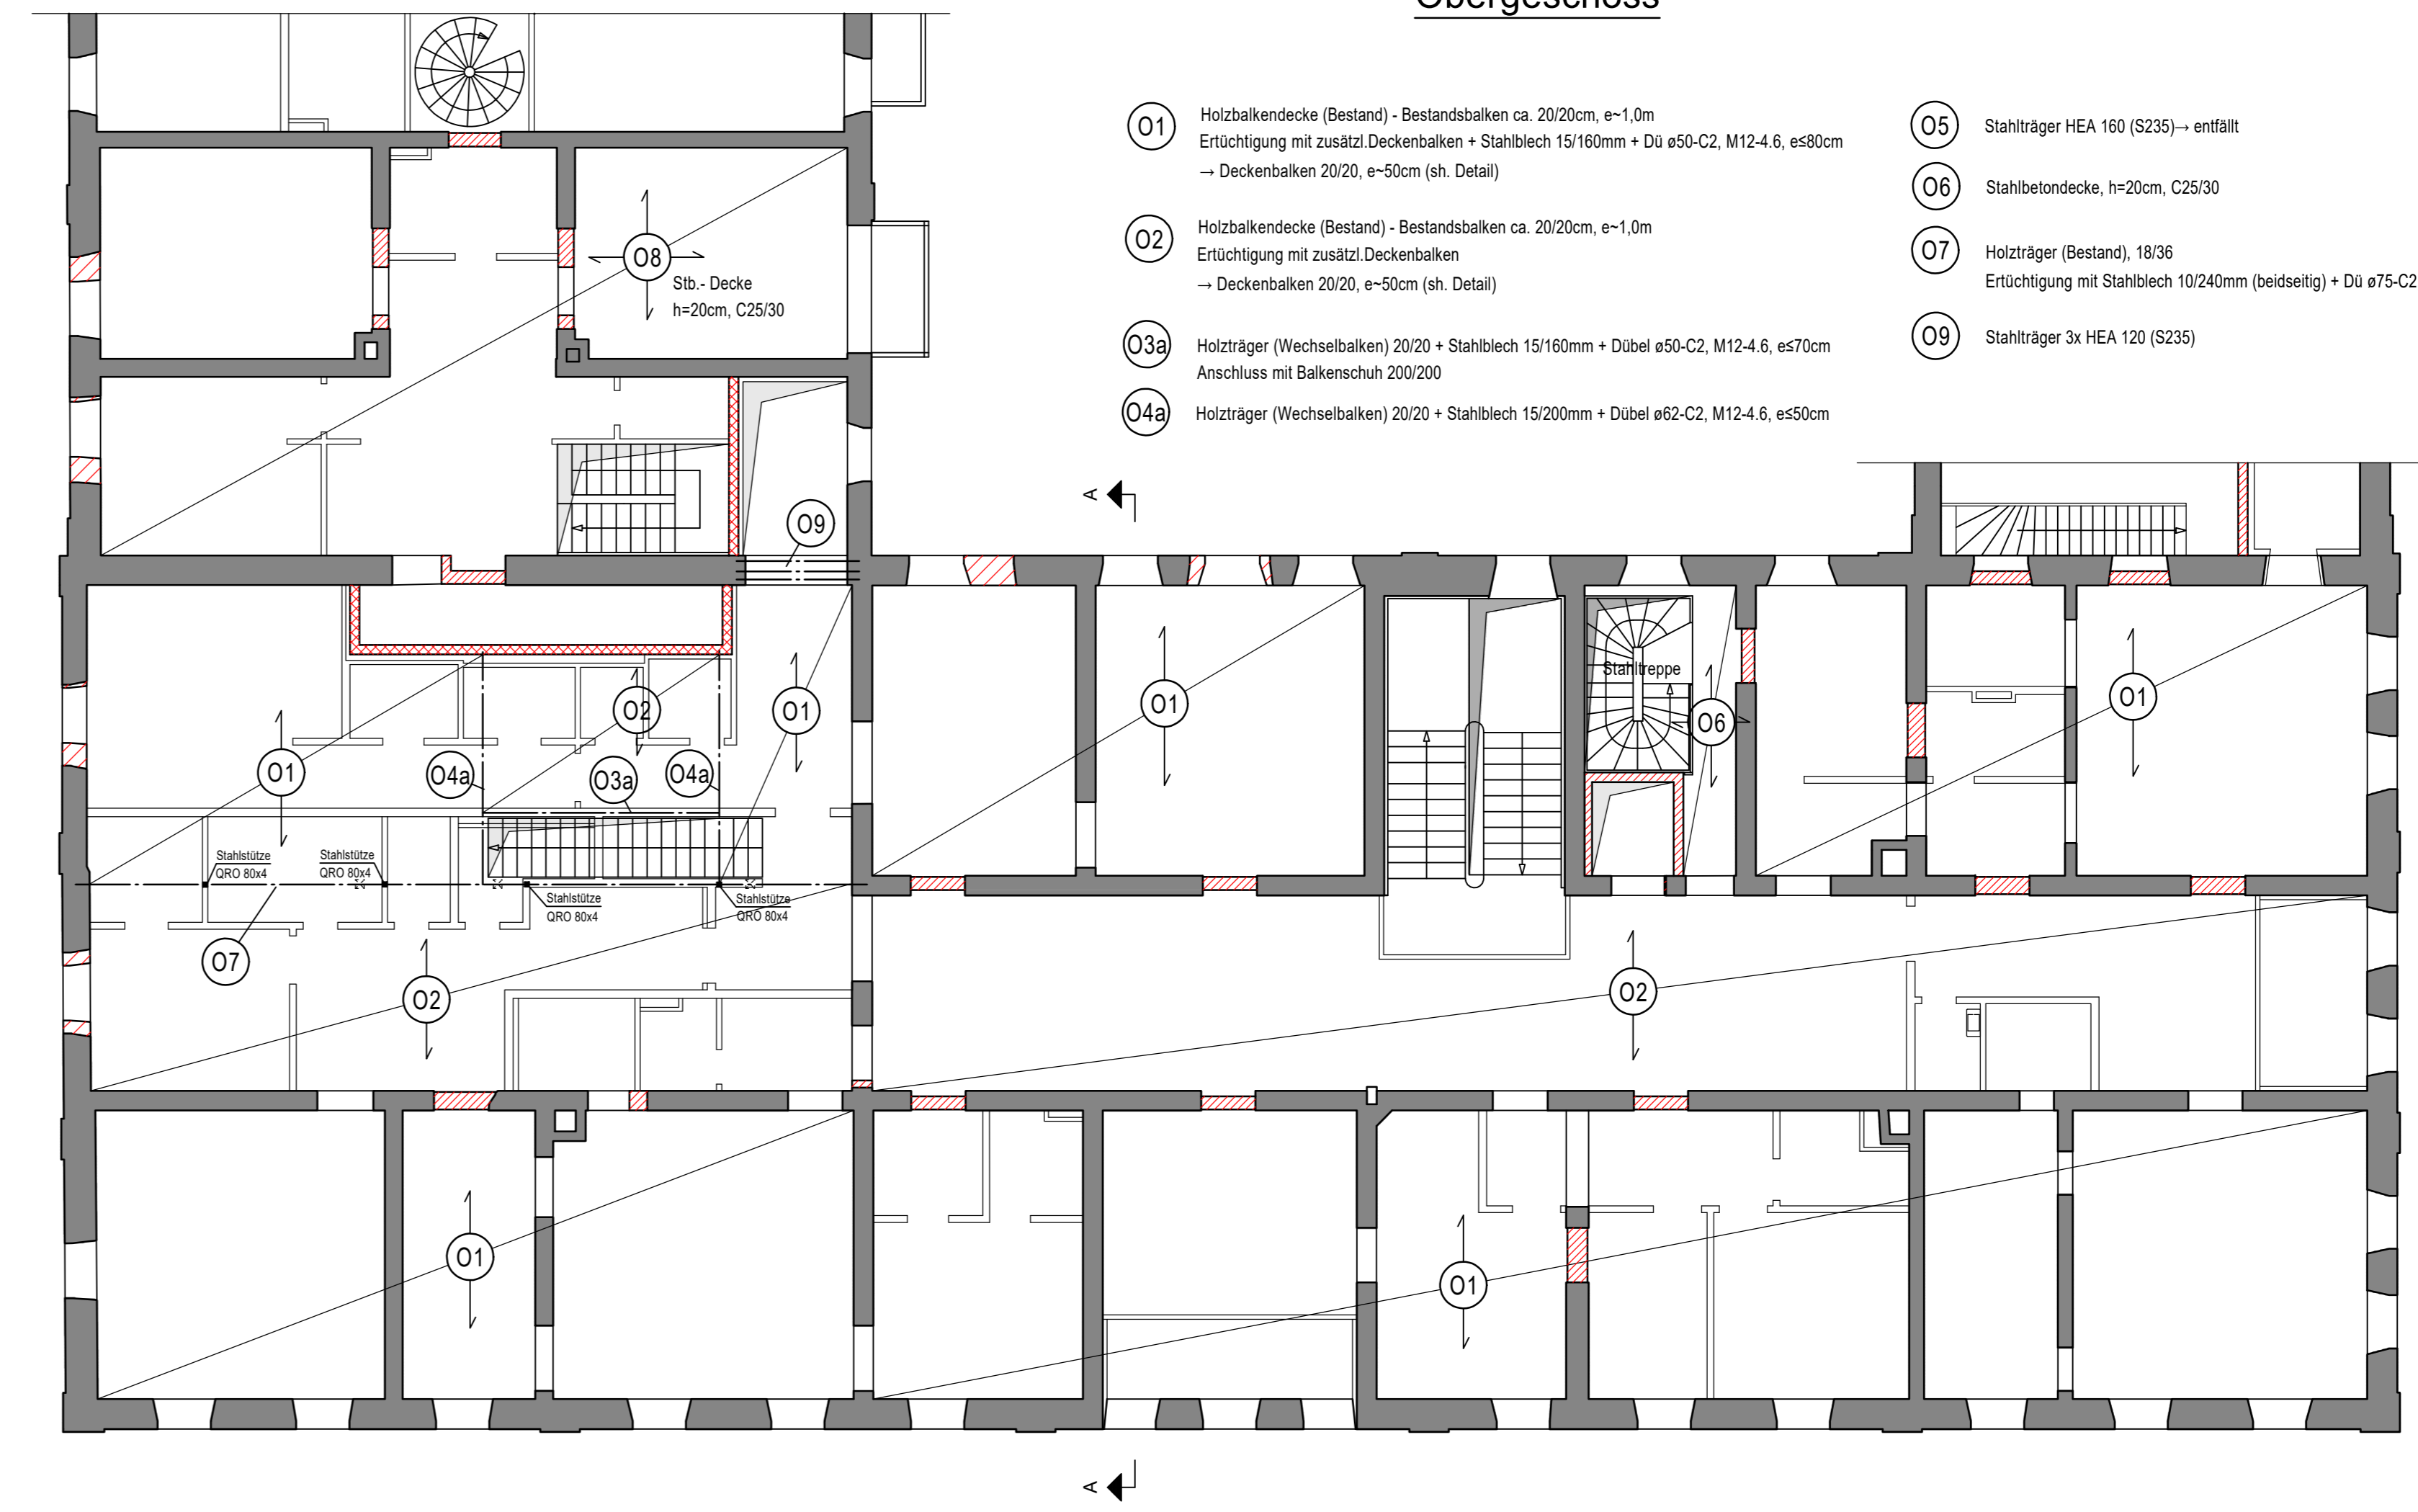 Obergeschoss
O1
Holzbalkendecke (Bestand) - Bestandsbalken ca. 20/20cm, e~1,0m
Ertüchtigung mit zusätzl.Deckenbalken + Stahlblech 15/160mm + Dü ø50-C2, M12-4.6, e≤80cm
→ Deckenbalken 20/20, e~50cm (sh. Detail)
O2
Holzbalkendecke (Bestand) - Bestandsbalken ca. 20/20cm, e~1,0m
Ertüchtigung mit zusätzl.Deckenbalken
→ Deckenbalken 20/20, e~50cm (sh. Detail)
O3a
Holzträger (Wechselbalken) 20/20 + Stahlblech 15/160mm + Dübel ø50-C2, M12-4.6, e≤70cm
Anschluss mit Balkenschuh 200/200
O4a
Holzträger (Wechselbalken) 20/20 + Stahlblech 15/200mm + Dübel ø62-C2, M12-4.6, e≤50cm
O5
Stahlträger HEA 160 (S235)→ entfällt
O6
Stahlbetondecke, h=20cm, C25/30
O7
Holzträger (Bestand), 18/36
Ertüchtigung mit Stahlblech 10/240mm (beidseitig) + Dü ø75-C2
O9
Stahlträger 3x HEA 120 (S235)
O8
Stb.- Decke
h=20cm, C25/30
A
O9
Stahltreppe
O1
O2
O1
O1
O6
O1
O1
O4a
O3a
O4a
Stahlstütze
QRO 80x4
Stahlstütze
QRO 80x4
Stahlstütze
QRO 80x4
Stahlstütze
QRO 80x4
O7
O2
O2
O1
O1
A